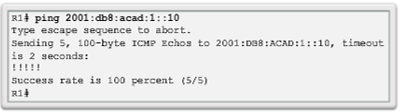 R1# ping 2001:db8:acad:1::10
Type escape sequence to abort.
Sending 5, 100-byte ICMP Echos to 2001:DB8:ACAD:1::10, timeout
is 2 seconds:
!!!!!
Success rate is 100 percent (5/5)
R1#